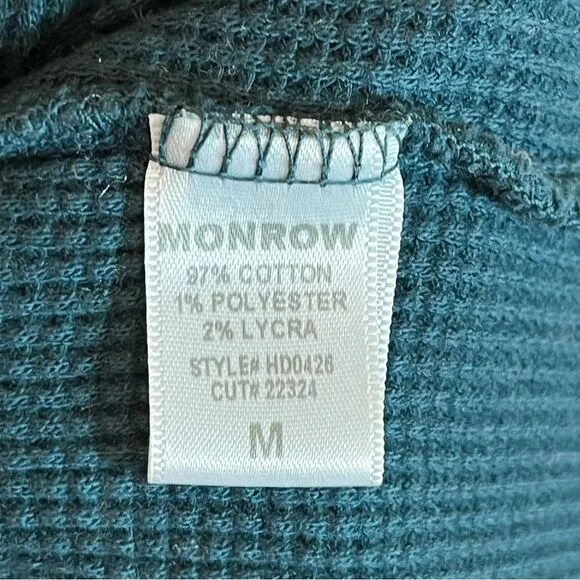 MONROW
97% COTTON
1% POLYESTER
2% LYCRA
STYLE# HD0426
CUT# 22324
M